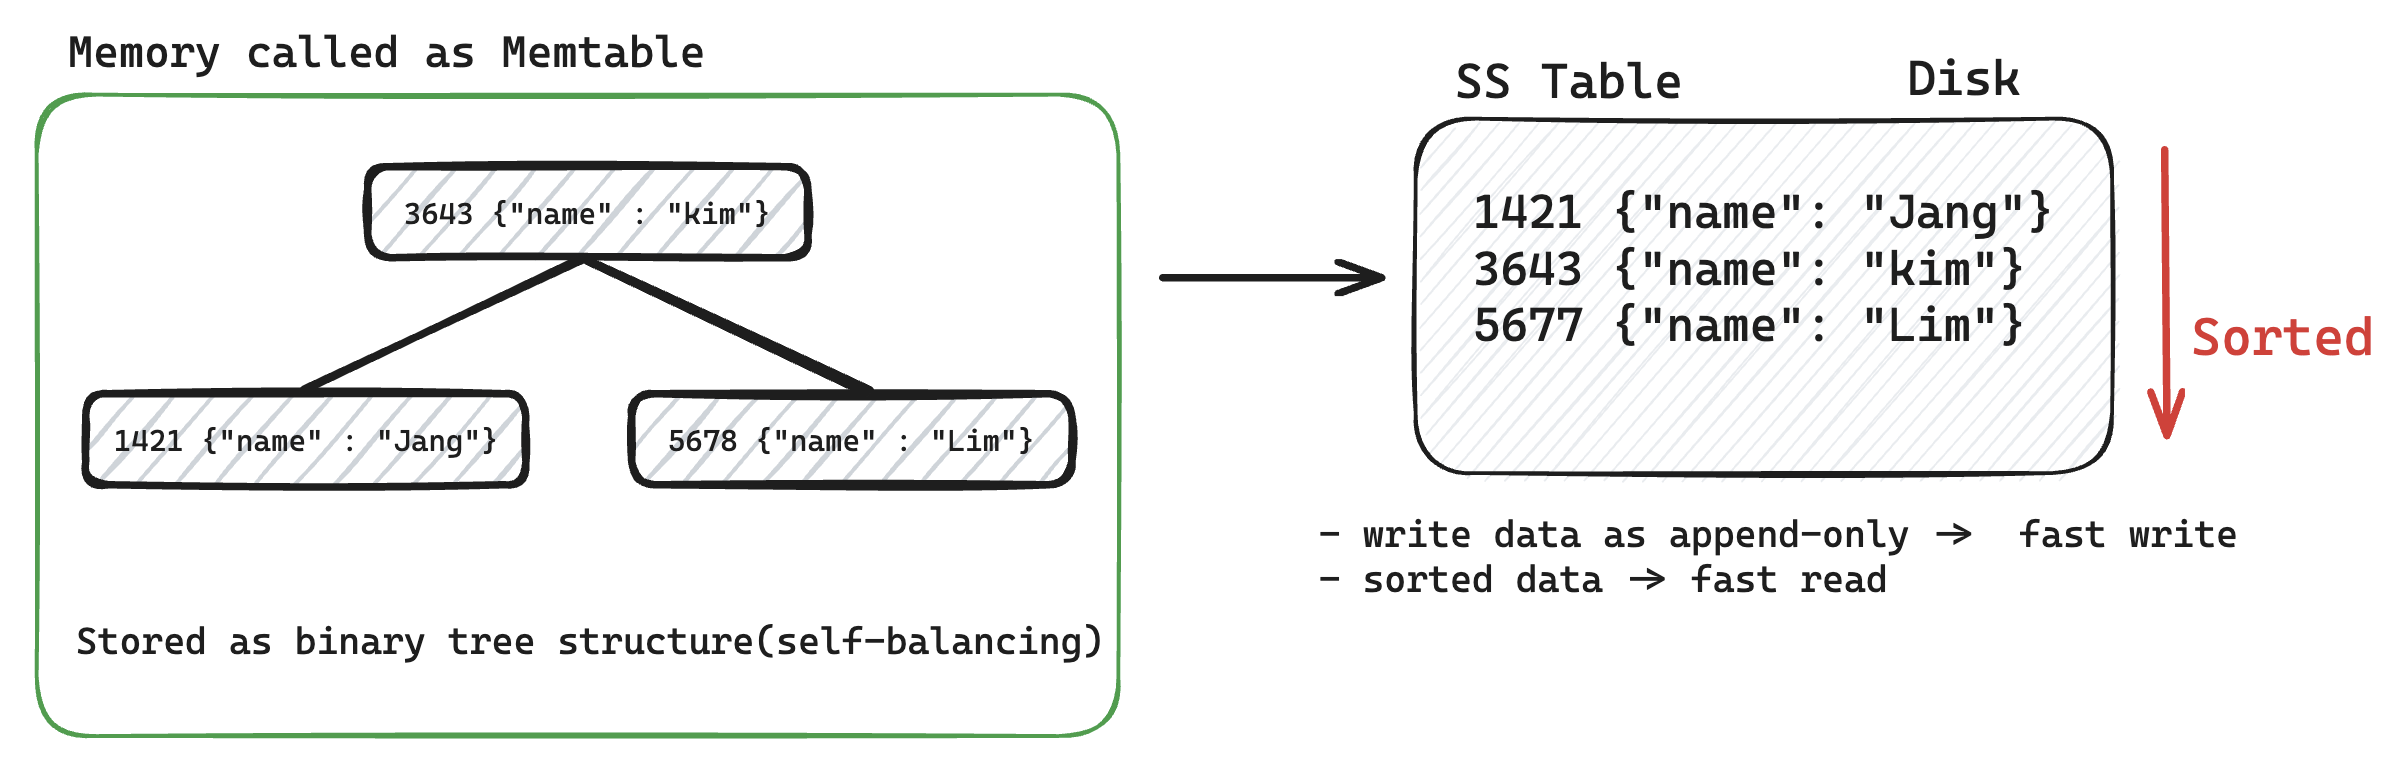 Memory called as Memtable
3643 {"name" : "kim"}
1421 {"name" : "Jang"}
5678 {"name" : "Lim"}
Stored as binary tree structure(self-balancing)
SS Table
Disk
1421 {"name": "Jang"}
3643 {"name": "kim"}
5677 {"name": "Lim"}
Sorted
- write data as append-only -> fast write
- sorted data -> fast read